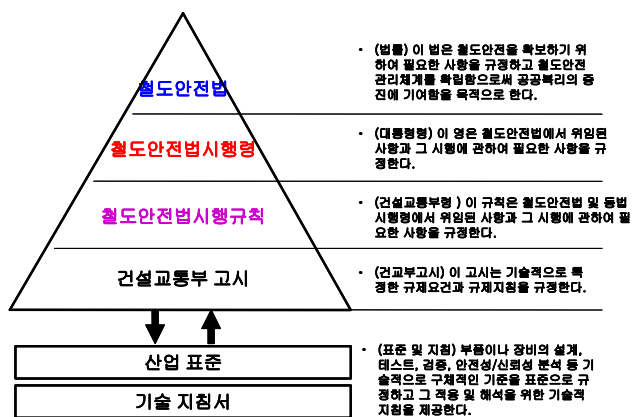 철도안전법
• (법률) 이 법은 철도안전을 확보하기 위
하여 필요한 사항을 규정하고 철도안전
관리체계를 확립함으로써 공공복리의 증
진에 기여함을 목적으로 한다.
철도안전법시행령
• (대통령령) 이 영은 철도안전법에서 위임된
사항과 그 시행에 관하여 필요한 사항을 규
정한다.
철도안전법시행규칙
• (건설교통부령 ) 이 규칙은 철도안전법 및 동법
시행령에서 위임된 사항과 그 시행에 관하여 필
요한 사항을 규정한다.
건설교통부 고시
• (건교부고시) 이 고시는 기술적으로 특
정한 규제요건과 규제지침을 규정한다.
산업 표준
기술 지침서
• (표준 및 지침) 부품이나 장비의 설계,
테스트, 검증, 안전성/신뢰성 분석 등 기
술적으로 구체적인 기준을 표준으로 규
정하고 그 적용 및 해석을 위한 기술적
지침을 제공한다.